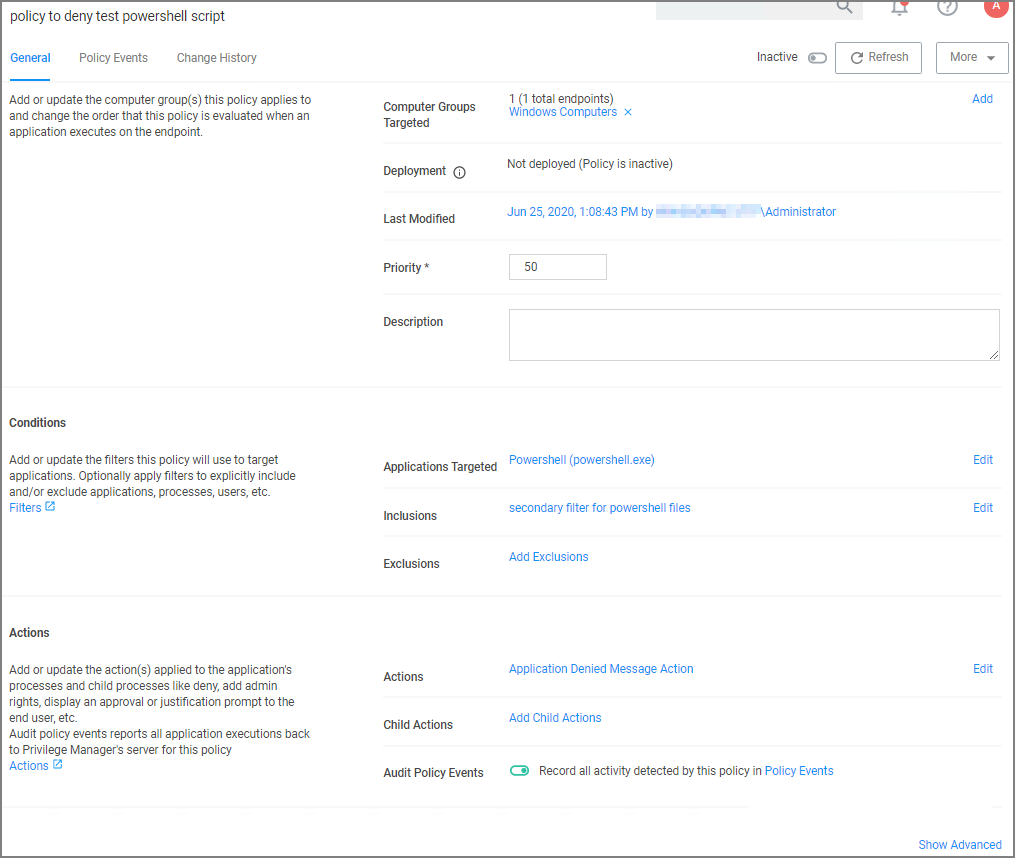 policy to deny test powershell script
A
General
Policy Events
Change History
Inactive
Refresh
More
Add or update the computer group(s) this policy applies to
and change the order that this policy is evaluated when an
application executes on the endpoint.
Computer Groups
Targeted
1 (1 total endpoints)
Windows Computers ×
Add
Deployment
Not deployed (Policy is inactive)
Last Modified
Jun 25, 2020, 1:08:43 PM by \Administrator
Priority *
50
Description
Conditions
Add or update the filters this policy will use to target
applications. Optionally apply filters to explicitly include
and/or exclude applications, processes, users, etc.
Filters
Applications Targeted
Powershell (powershell.exe)
Edit
Inclusions
secondary filter for powershell files
Edit
Exclusions
Add Exclusions
Actions
Add or update the action(s) applied to the application's
processes and child processes like deny, add admin
rights, display an approval or justification prompt to the
end user, etc.
Audit policy events reports all application executions back
to Privilege Manager's server for this policy
Actions
Actions
Application Denied Message Action
Edit
Child Actions
Add Child Actions
Audit Policy Events
Record all activity detected by this policy in Policy Events
Show Advanced